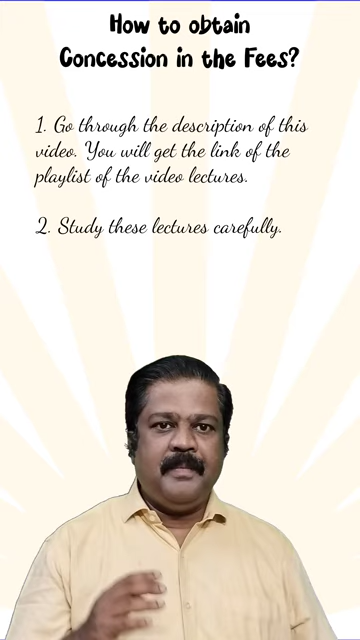 How to obtain
Concession in the Fees?
1. Go through the description of this
video. You will get the link of the
playlist of the video lectures.
2. Study these lectures carefully.